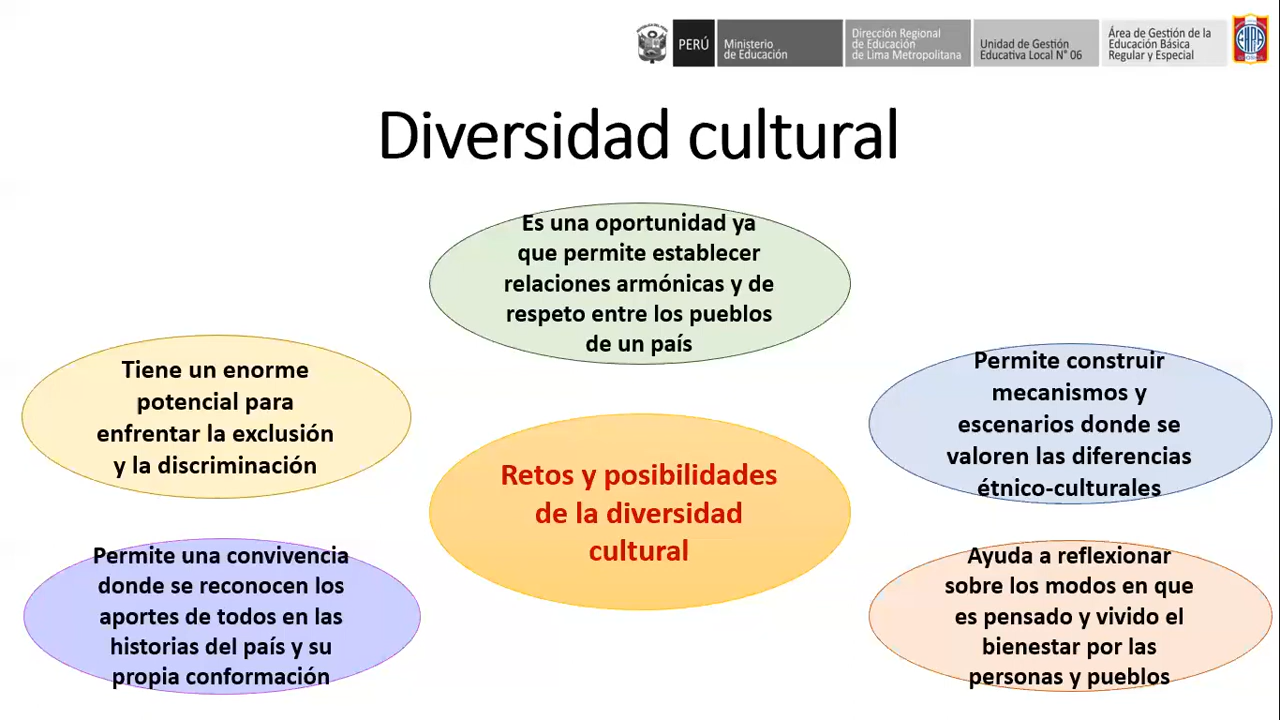 PERÚ
Ministerio
de Educación
Dirección Regional
de Educación
de Lima Metropolitana
Unidad de Gestión
Educativa Local N° 06
Área de Gestión de la
Educación Básica
Regular y Especial
Diversidad cultural
Es una oportunidad ya
que permite establecer
relaciones armónicas y de
respeto entre los pueblos
de un país
Tiene un enorme
potencial para
enfrentar la exclusión
y la discriminación
Permite construir
mecanismos y
escenarios donde se
valoren las diferencias
étnico-culturales
Retos y posibilidades
de la diversidad
cultural
Permite una convivencia
donde se reconocen los
aportes de todos en las
historias del país y su
propia conformación
Ayuda a reflexionar
sobre los modos en que
es pensado y vivido el
bienestar por las
personas y pueblos